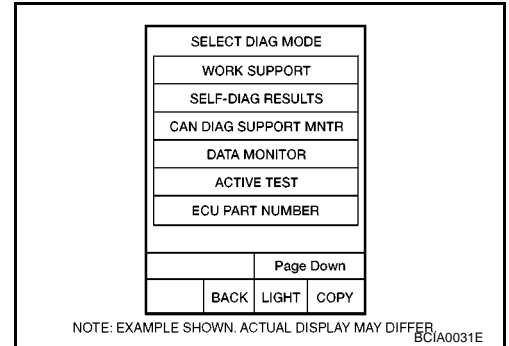 SELECT DIAG MODE
WORK SUPPORT
SELF-DIAG RESULTS
CAN DIAG SUPPORT MNTR
DATA MONITOR
ACTIVE TEST
ECU PART NUMBER
Page Down
BACK LIGHT COPY
NOTE: EXAMPLE SHOWN. ACTUAL DISPLAY MAY DIFFER.
BCIA0031E